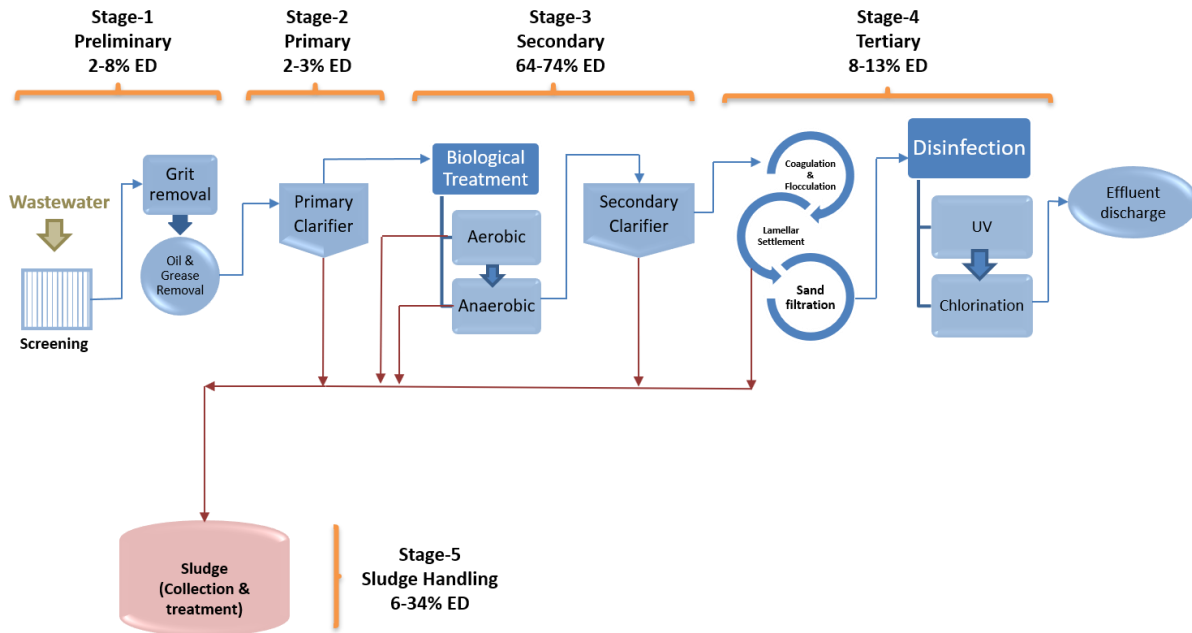 Stage-1
Preliminary
2-8% ED
Stage-2
Primary
2-3% ED
Stage-3
Secondary
64-74% ED
Stage-4
Tertiary
8-13% ED
Wastewater
Screening
Grit
removal
Oil &
Grease
Removal
Primary
Clarifier
Biological
Treatment
Aerobic
Anaerobic
Secondary
Clarifier
Coagulation
&
Flocculation
Lamellar
Settlement
Sand
filtration
Disinfection
UV
Chlorination
Effluent
discharge
Sludge
(Collection &
treatment)
Stage-5
Sludge Handling
6-34% ED